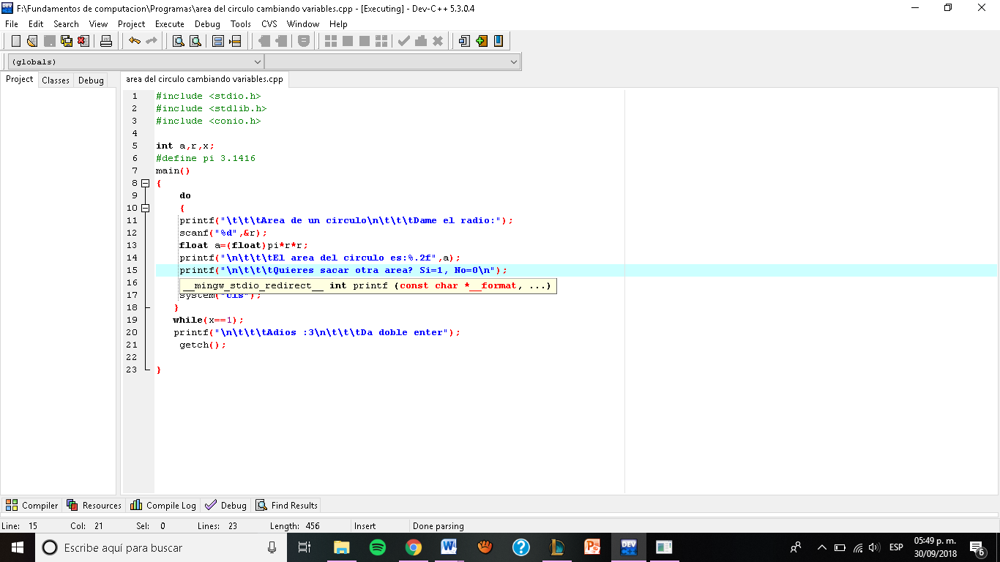 F:\Fundamentos de computacion\Programas\area del circulo cambiando variables.cpp - [Executing] - Dev-C++ 5.3.0.4
File Edit Search View Project Execute Debug Tools CVS Window Help
(globals)
Project Classes Debug
area del circulo cambiando variables.cpp
1 #include <stdio.h>
2 #include <stdlib.h>
3 #include <conio.h>
4
5 int a,r,x;
6 #define pi 3.1416
7 main()
8 {
9 do
10 {
11 printf("\t\t\tArea de un circulo\n\t\t\tDame el radio:");
12 scanf("%d",&r);
13 float a=(float)pi*r*r;
14 printf("\n\t\t\tEl area del circulo es:%.2f",a);
15 printf("\n\t\t\tQuieres sacar otra area? Si=1, No=0\n");
16 __mingw_stdio_redirect__ int printf (const char *__format, ...)
17 system("cls");
18 }
19 while(x==1);
20 printf("\n\t\t\tAdios :3\n\t\t\tDa doble enter");
21 getch();
22
23 }
Compiler Resources Compile Log Debug Find Results
Line: 15 Col: 21 Sel: 0 Lines: 23 Length: 456 Insert Done parsing
Escribe aquí para buscar
DEV
ESP
05:49 p. m.
30/09/2018
6